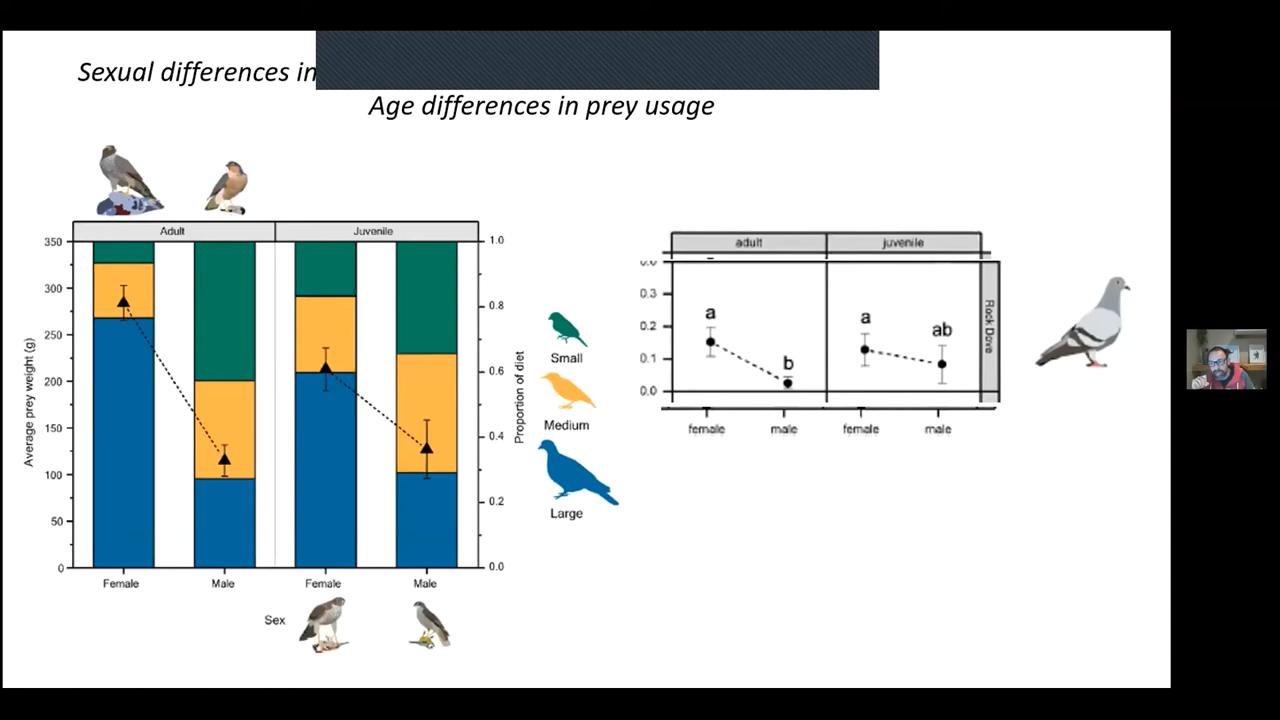 Sexual differences in
Age differences in prey usage
Adult
Juvenile
350
300
250
200
150
100
50
0
Average prey weight (g)
1.0
0.8
0.6
0.4
0.2
0.0
Proportion of diet
Female
Male
Female
Male
Sex
Small
Medium
Large
adult
juvenile
0.3
0.2
0.1
0.0
a
b
a
ab
Rock Dove
female
male
female
male